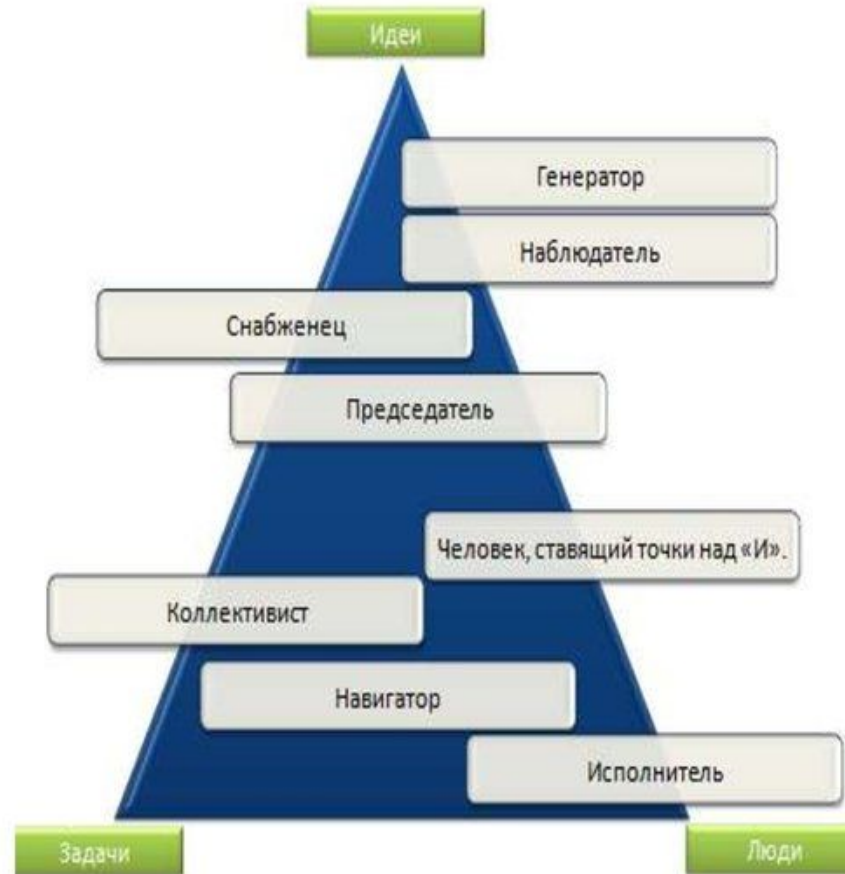 Идеи
Генератор
Наблюдатель
Снабженец
Председатель
Человек, ставящий точки над «И».
Коллективист
Навигатор
Исполнитель
Задачи
Люди